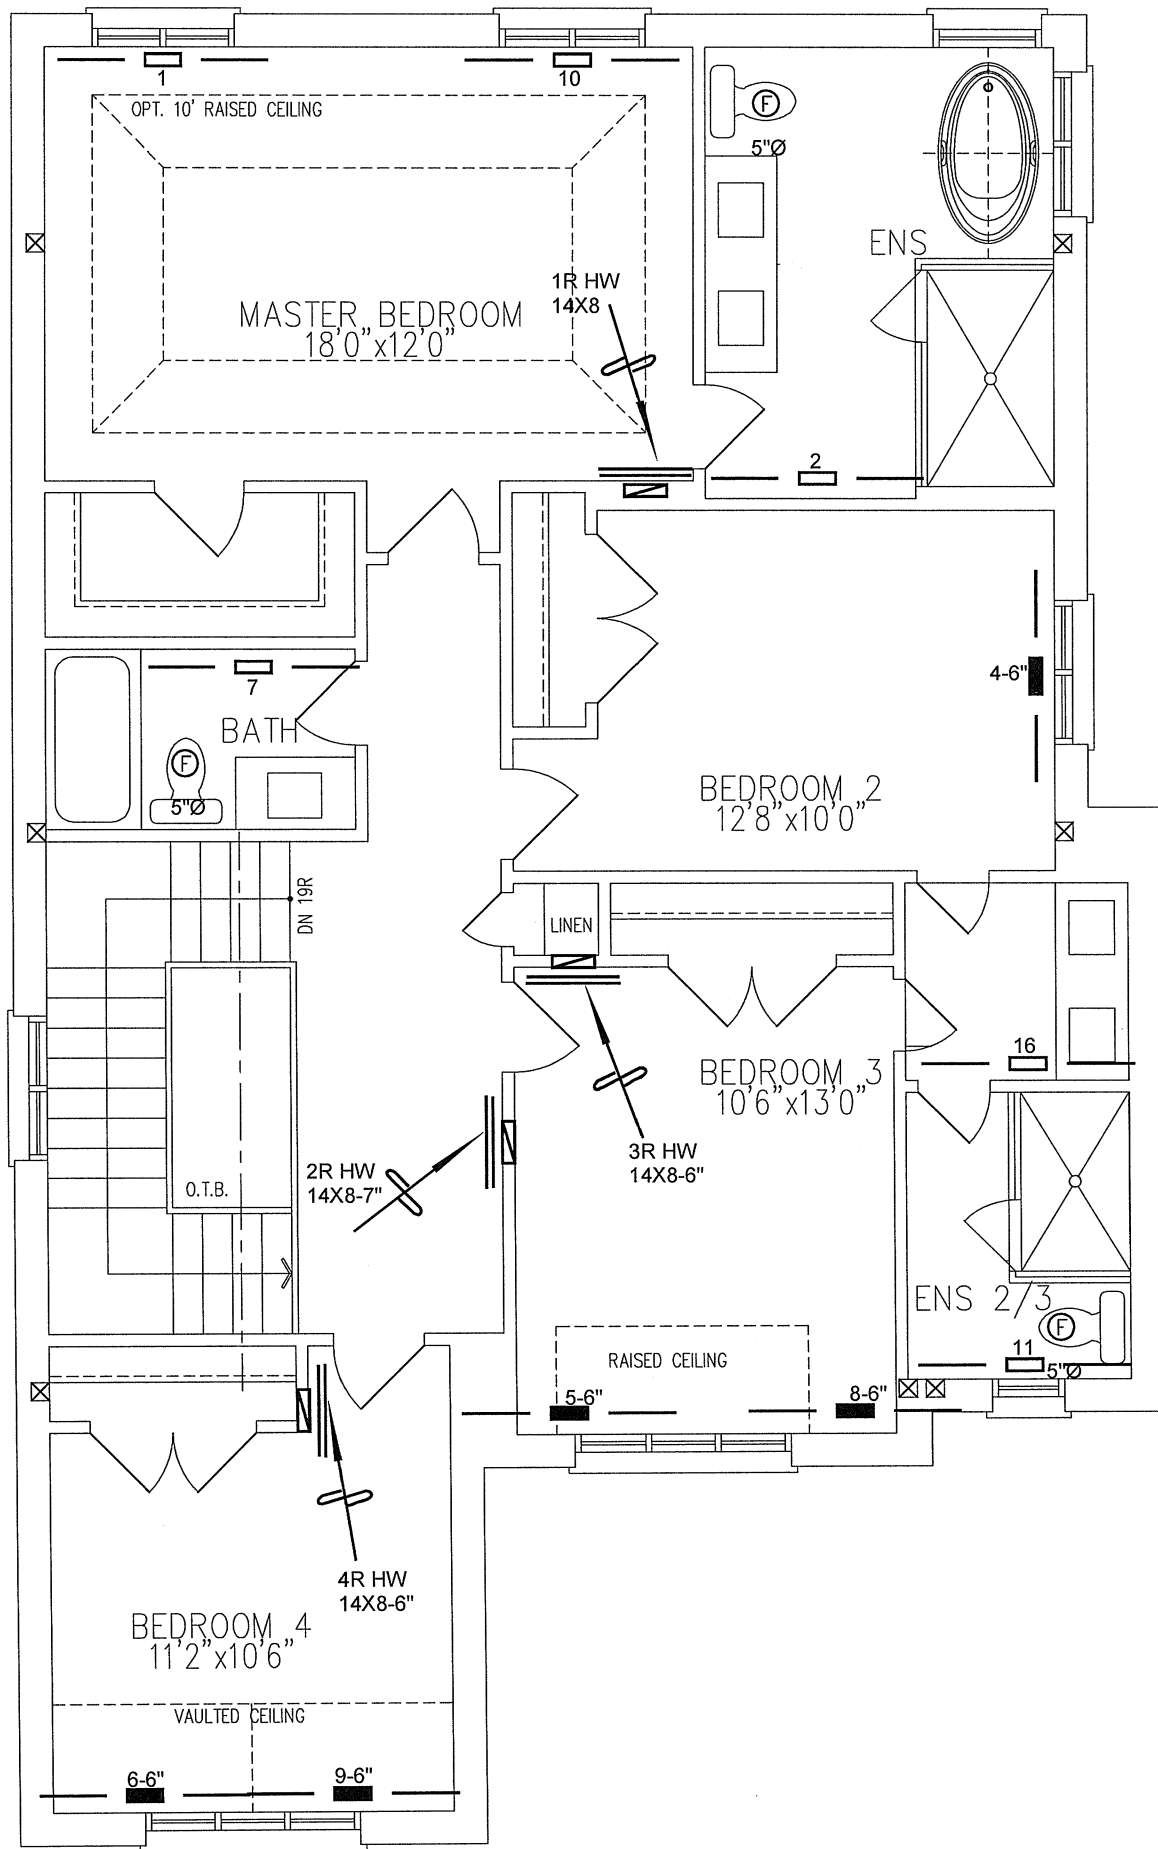 1
10
OPT. 10' RAISED CEILING
F
5"Ø
ENS
1R HW
14X8
MASTER BEDROOM
18'0"x12'0"
2
7
BATH
F
5"Ø
4-6"
BEDROOM 2
12'8"x10'0"
DN 19R
LINEN
16
BEDROOM 3
10'6"x13'0"
3R HW
14X8-6"
2R HW
14X8-7"
O.T.B.
ENS 2/3
F
11
5"Ø
RAISED CEILING
5-6"
8-6"
4R HW
14X8-6"
BEDROOM 4
11'2"x10'6"
VAULTED CEILING
6-6"
9-6"